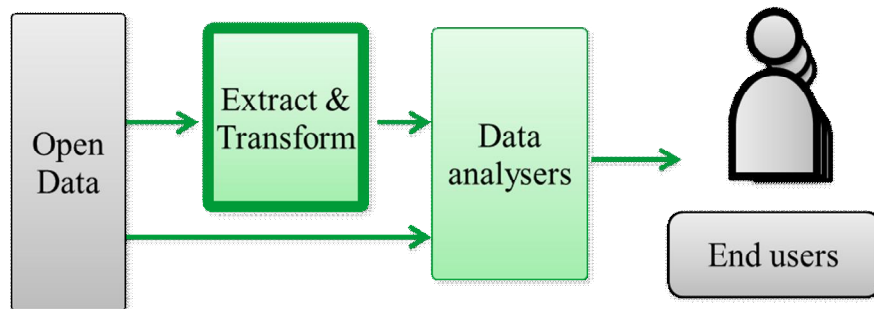 Open
Data
Extract &
Transform
Data
analysers
End users